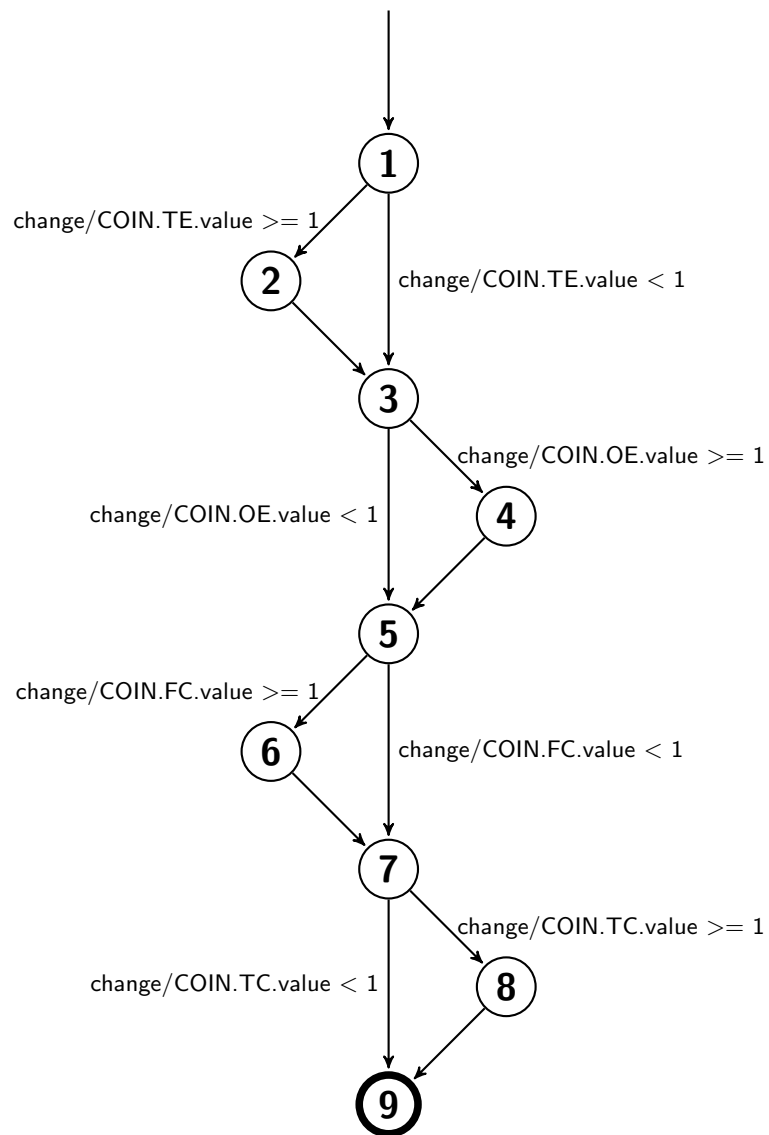 1
change/COIN.TE.value >= 1
2
change/COIN.TE.value < 1
3
change/COIN.OE.value >= 1
change/COIN.OE.value < 1
4
5
change/COIN.FC.value >= 1
6
change/COIN.FC.value < 1
7
change/COIN.TC.value >= 1
change/COIN.TC.value < 1
8
9